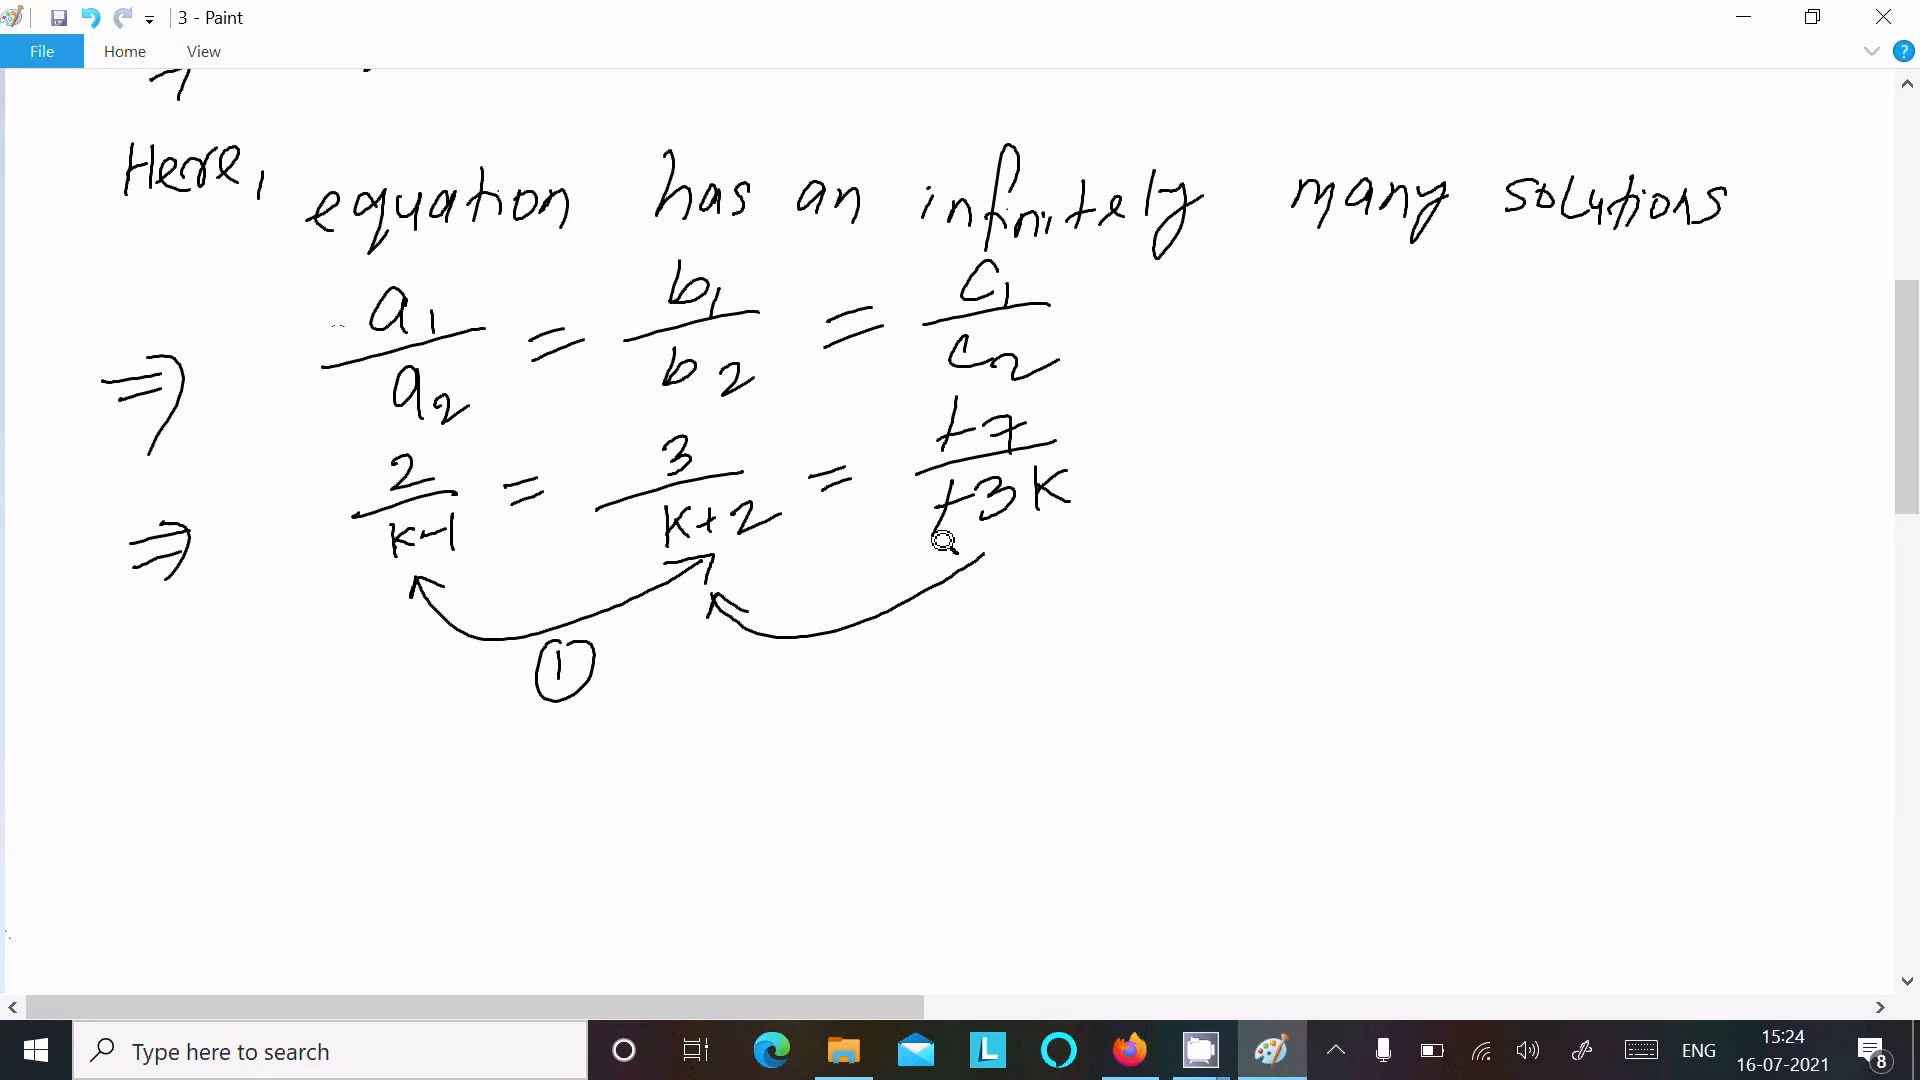 3 - Paint
File Home View
Here, equation has an infinitely many solutions
⇒ a₁/a₂ = b₁/b₂ = c₁/c₂
⇒ 2/k-1 = 3/k+2 = -7/-3k
①
Type here to search
ENG
15:24
16-07-2021
8